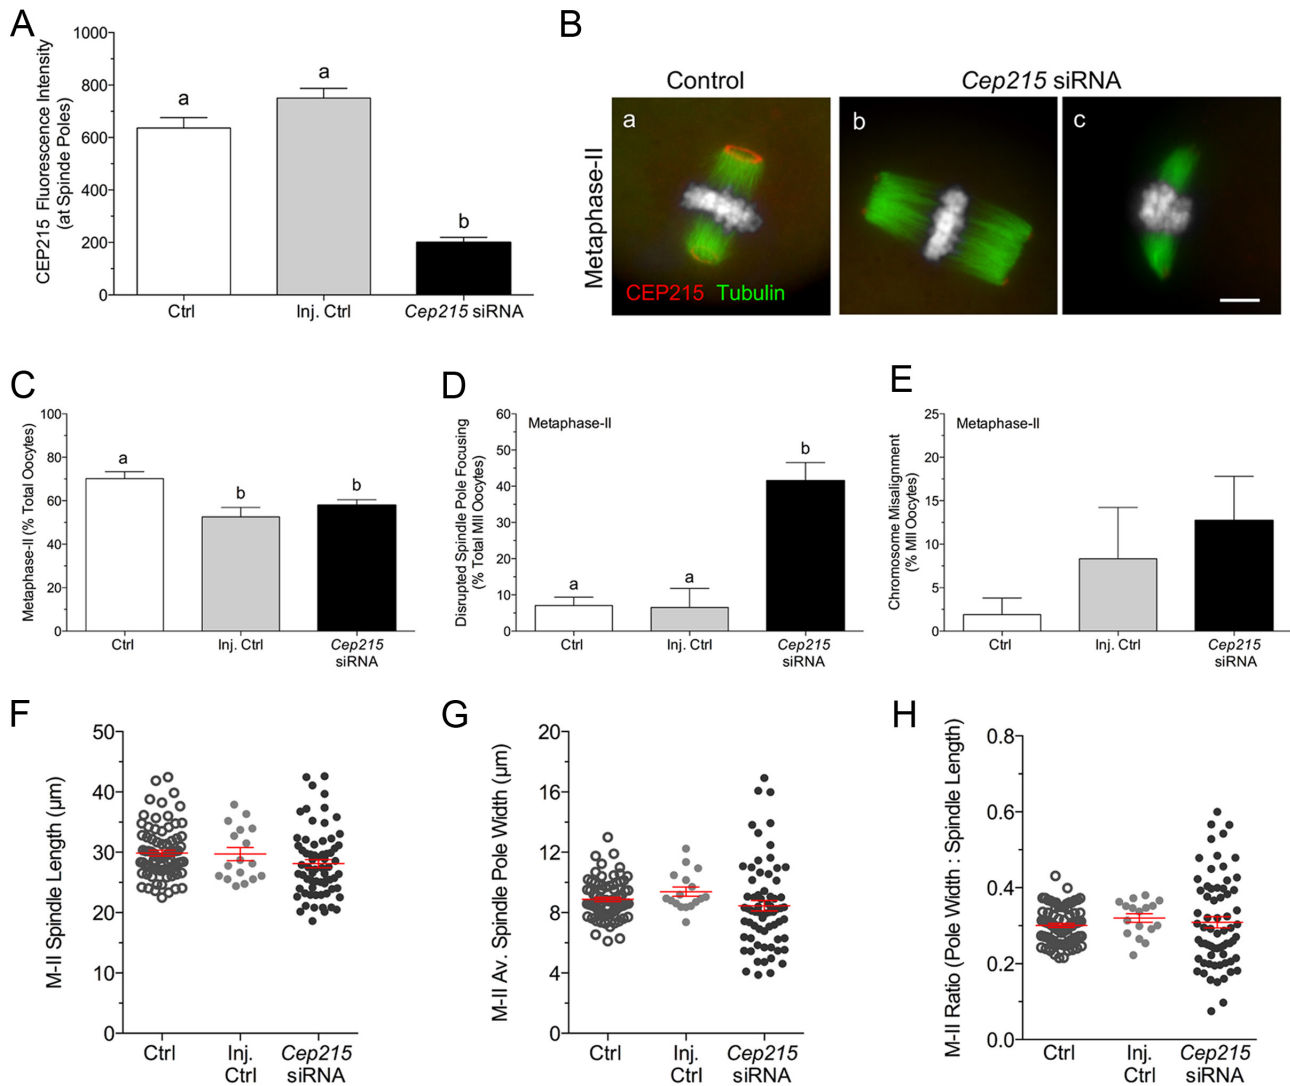 A
CEP215 Fluorescence Intensity
(at Spinde Poles)
1000
800
600
400
200
0
a
a
b
Ctrl
Inj. Ctrl
Cep215 siRNA
B
Control
Cep215 siRNA
Metaphase-II
a
b
c
CEP215 Tubulin
C
Metaphase-II (% Total Oocytes)
100
80
60
40
20
0
a
b
b
Ctrl
Inj. Ctrl
Cep215
siRNA
D
Disrupted Spindle Pole Focusing
(% Total MII Oocytes)
60
50
40
30
20
10
0
Metaphase-II
a
a
b
Ctrl
Inj. Ctrl
Cep215
siRNA
E
Chromosome Misalignment
(% MII Oocytes)
25
20
15
10
5
0
Metaphase-II
Ctrl
Inj. Ctrl
Cep215
siRNA
F
M-II Spindle Length (µm)
50
40
30
20
10
0
Ctrl
Inj.
Ctrl
Cep215
siRNA
G
M-II Av. Spindle Pole Width (µm)
20
16
12
8
4
0
Ctrl
Inj.
Ctrl
Cep215
siRNA
H
M-II Ratio (Pole Width : Spindle Length)
0.8
0.6
0.4
0.2
0.0
Ctrl
Inj.
Ctrl
Cep215
siRNA